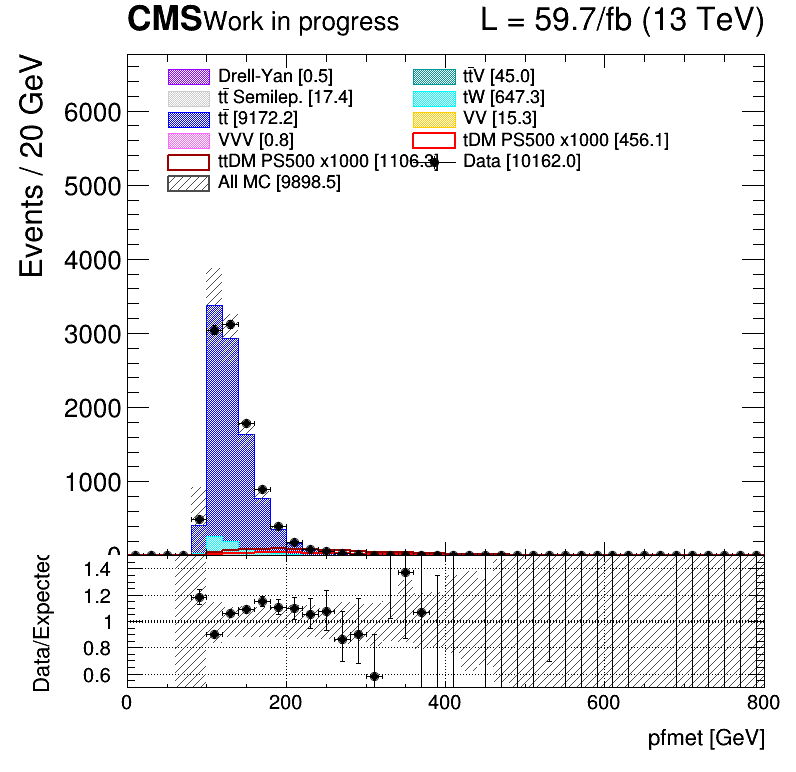 CMS Work in progress L = 59.7/fb (13 TeV)
Events / 20 GeV
Drell-Yan [0.5] tt̄V [45.0]
tt̄ Semilep. [17.4] tW [647.3]
tt̄ [9172.2] VV [15.3]
VVV [0.8] tDM PS500 x1000 [456.1]
ttDM PS500 x1000 [1106.3] Data [10162.0]
All MC [9898.5]
6000
5000
4000
3000
2000
1000
0
Data/Expected
1.4
1.2
1
0.8
0.6
0 200 400 600 800
pfmet [GeV]